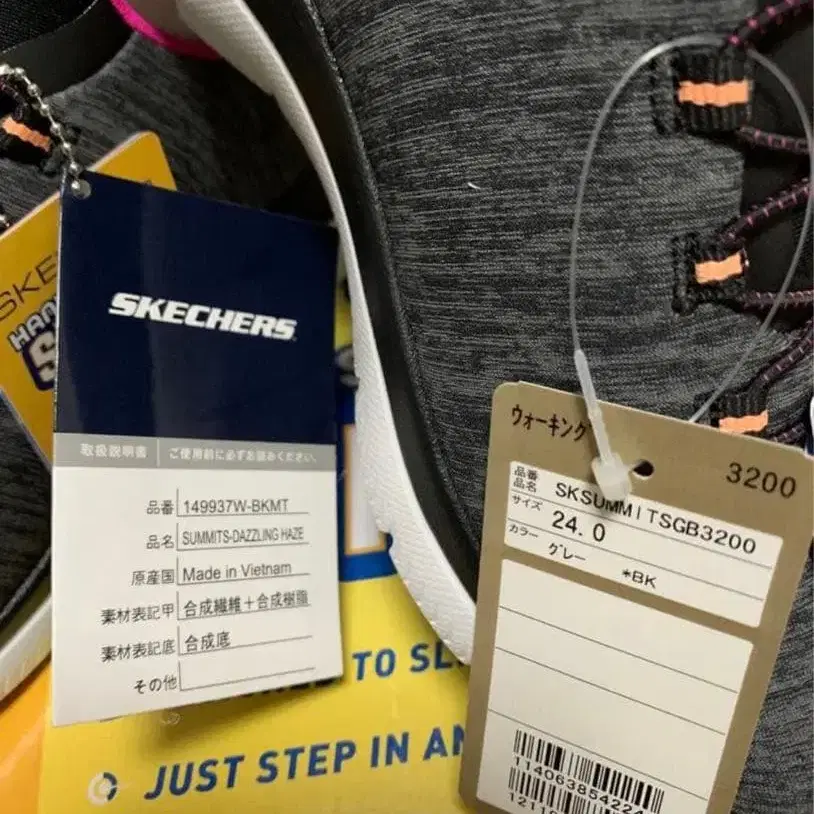 SKE
HAN
S
SKECHERS
取扱説明書 ご使用前に必ずお読みください。
品番 149937W-BKMT
品名 SUMMITS-DAZZLING HAZE
原産国 Made in Vietnam
素材表記甲 合成繊維+合成樹脂
素材表記底 合成底
その他
TO SL
JUST STEP IN AN
ウォーキング
3200
品番
品名 SKSUMMITSGB3200
サイズ 24.0
カラー グレー *BK
114063854224
1211